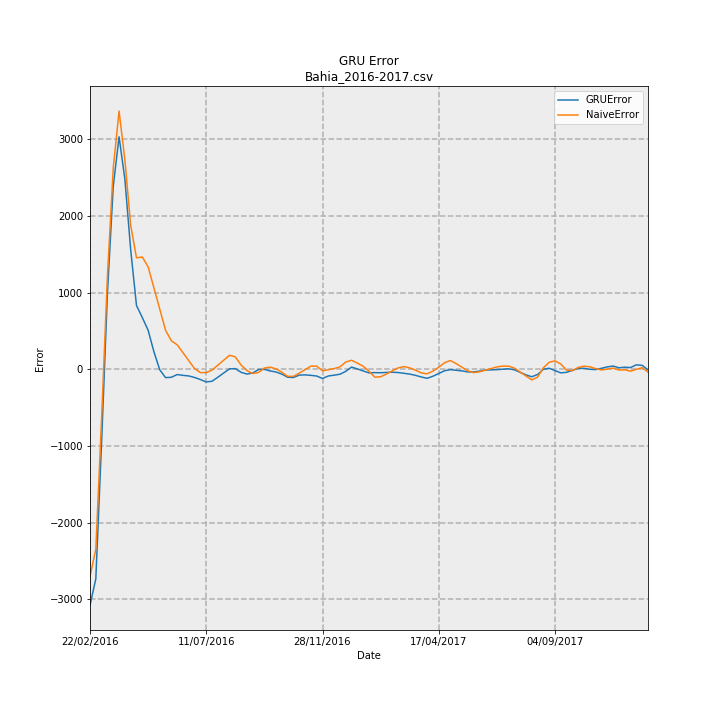 GRU Error
Bahia_2016-2017.csv
GRUError
NaiveError
3000
2000
1000
0
−1000
−2000
−3000
Error
22/02/2016
11/07/2016
28/11/2016
17/04/2017
04/09/2017
Date